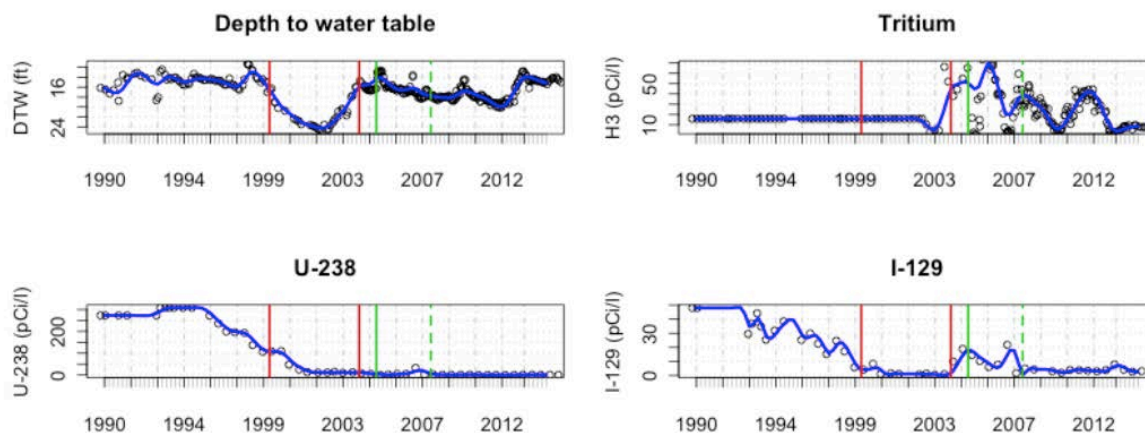 Depth to water table
DTW (ft)
16
24
1990 1994 1999 2003 2007 2012
Tritium
H3 (pCi/l)
50
10
1990 1994 1999 2003 2007 2012
U-238
U-238 (pCi/l)
200
0
1990 1994 1999 2003 2007 2012
I-129
I-129 (pCi/l)
30
0
1990 1994 1999 2003 2007 2012